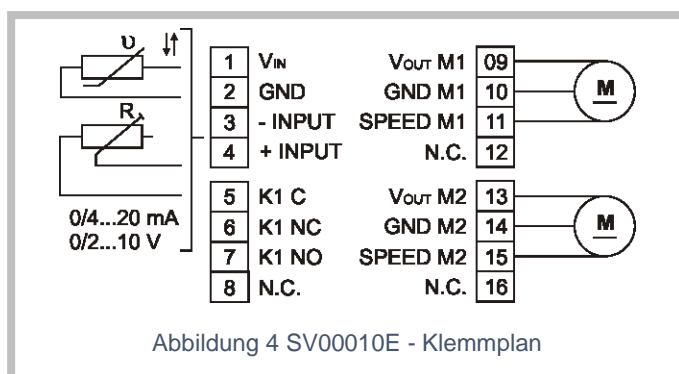 υ ↓↑
R
0/4...20 mA
0/2...10 V
1 VIN
2 GND
3 - INPUT
4 + INPUT
5 K1 C
6 K1 NC
7 K1 NO
8 N.C.
VOUT M1 09
GND M1 10
SPEED M1 11
N.C. 12
M
VOUT M2 13
GND M2 14
SPEED M2 15
N.C. 16
M
Abbildung 4 SV00010E - Klemmplan